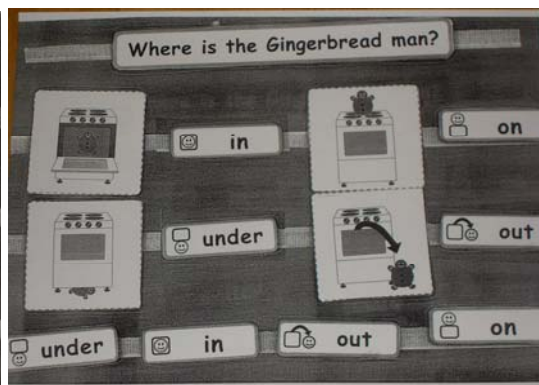 Where is the Gingerbread man?
in
on
under
out
under
in
out
on